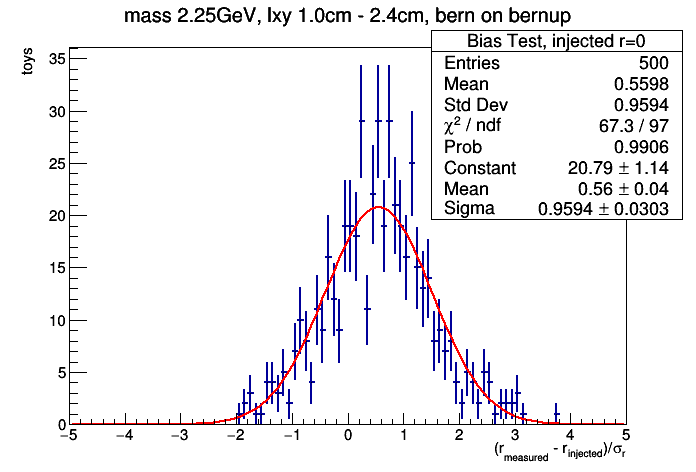 mass 2.25GeV, lxy 1.0cm - 2.4cm, bern on bernup
Bias Test, injected r=0
Entries 500
Mean 0.5598
Std Dev 0.9594
χ² / ndf 67.3 / 97
Prob 0.9906
Constant 20.79 ± 1.14
Mean 0.56 ± 0.04
Sigma 0.9594 ± 0.0303
toys
35
30
25
20
15
10
5
0
−5 −4 −3 −2 −1 0 1 2 3 4 5
(r_measured - r_injected)/σ_r